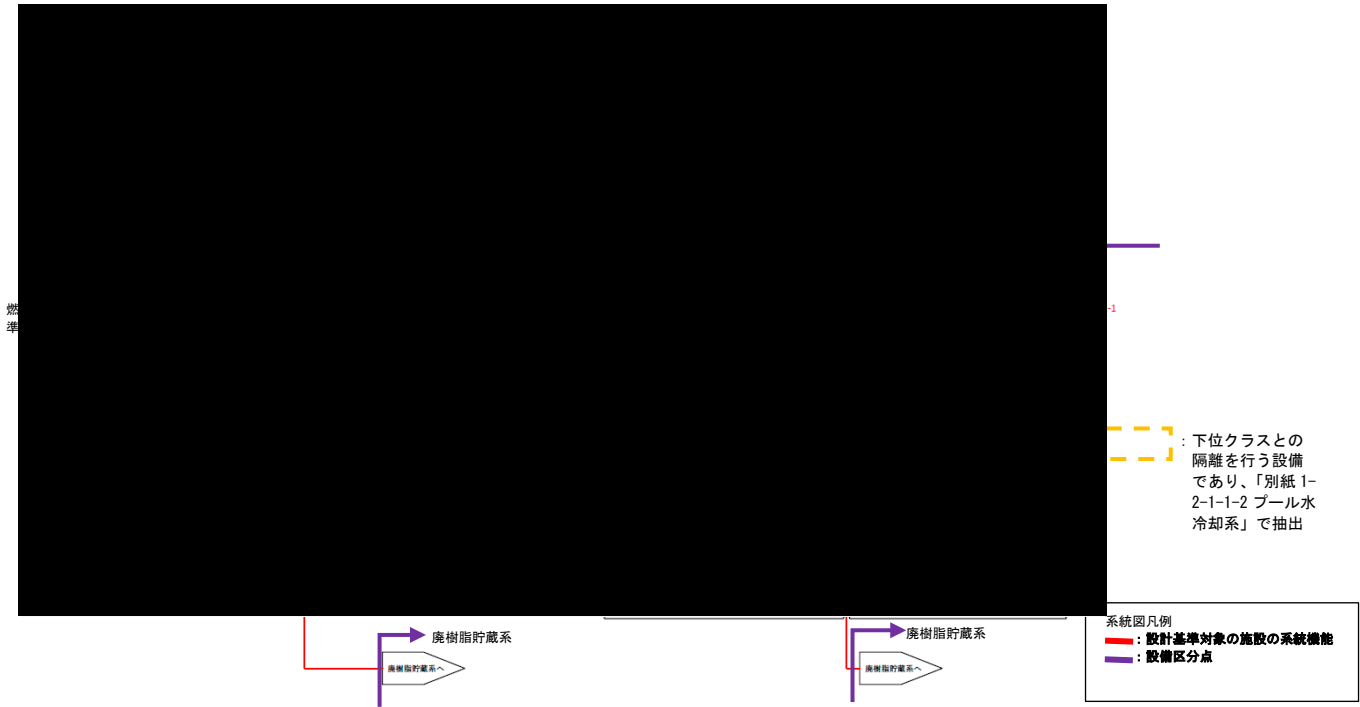 燃
準
-1
：下位クラスとの
隔離を行う設備
であり、「別紙 1-
2-1-1-2 プール水
冷却系」で抽出
廃樹脂貯蔵系
廃樹脂貯蔵系へ
廃樹脂貯蔵系
廃樹脂貯蔵系へ
系統図凡例
：設計基準対象の施設の系統機能
：設備区分点